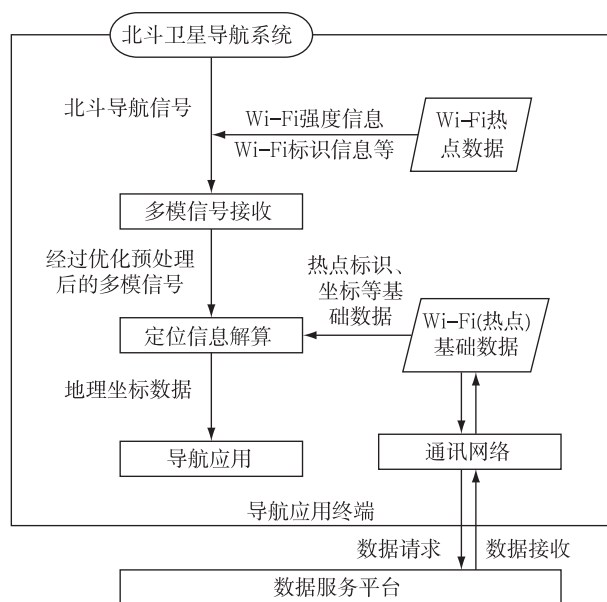 北斗卫星导航系统
北斗导航信号
Wi-Fi强度信息
Wi-Fi标识信息等
Wi-Fi热
点数据
多模信号接收
经过优化预处理
后的多模信号
热点标识、
坐标等基
础数据
定位信息解算
Wi-Fi(热点)
基础数据
地理坐标数据
导航应用
通讯网络
导航应用终端
数据请求
数据接收
数据服务平台